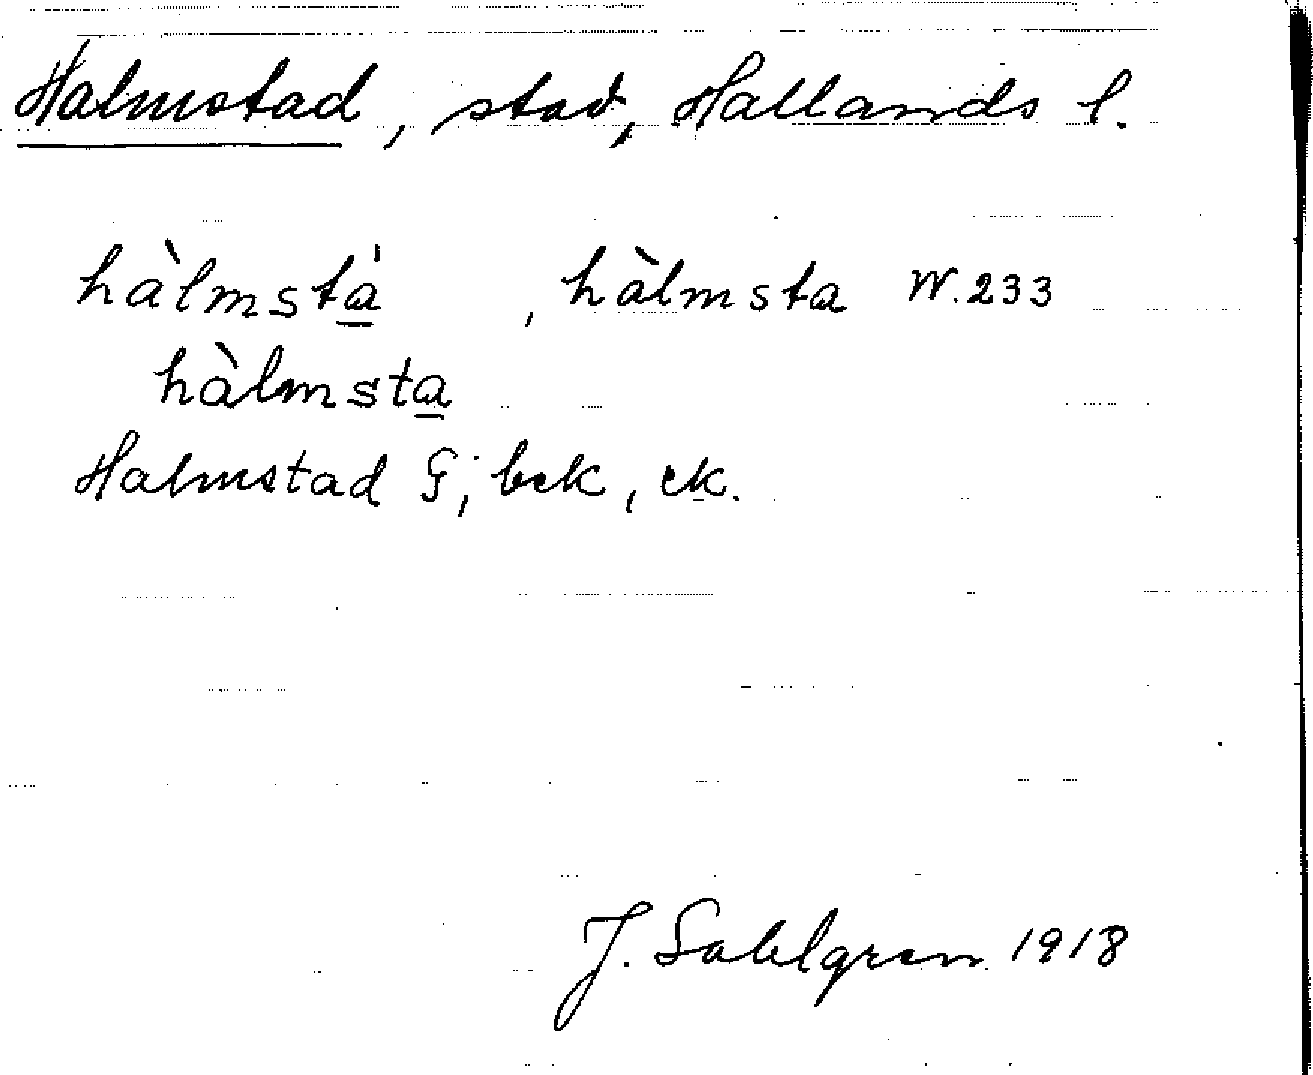 Halmstad, stad, Hallands l.
hàlmstá, hàlmsta W. 233
hàlmsta
Halmstad G; bek, ek.
J. Sahlgren 1918